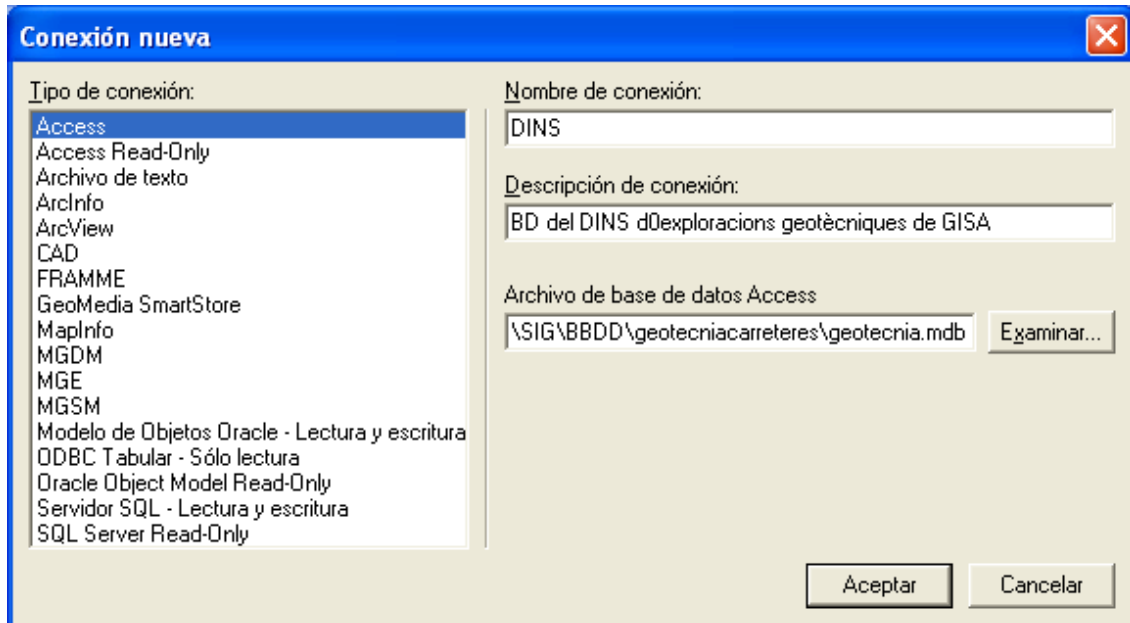 Conexión nueva
Tipo de conexión:
Access
Access Read-Only
Archivo de texto
ArcInfo
ArcView
CAD
FRAMME
GeoMedia SmartStore
MapInfo
MGDM
MGE
MGSM
Modelo de Objetos Oracle - Lectura y escritura
ODBC Tabular - Sólo lectura
Oracle Object Model Read-Only
Servidor SQL - Lectura y escritura
SQL Server Read-Only
Nombre de conexión:
DINS
Descripción de conexión:
BD del DINS d0exploracions geotècniques de GISA
Archivo de base de datos Access
\SIG\BBDD\geotecniacarreteres\geotecnia.mdb
Examinar...
Aceptar
Cancelar